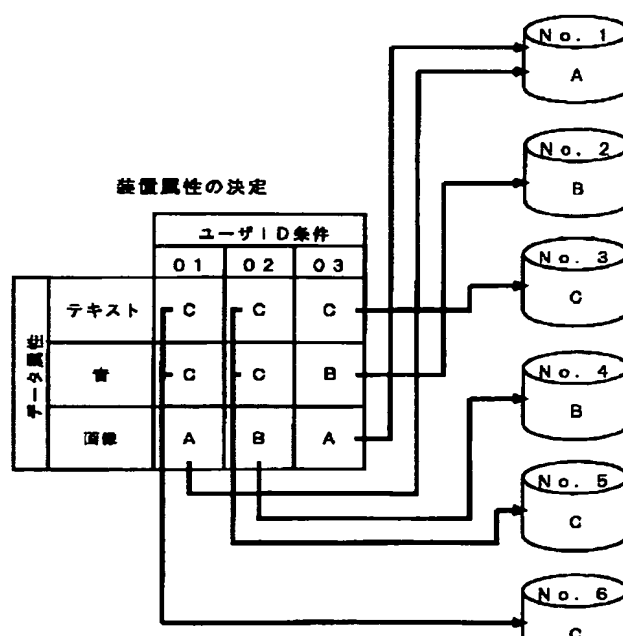 No. 1
A
No. 2
B
装置属性の決定
ユーザID条件
01 02 03
No. 3
C
データ属性
テキスト C C C
音 C C B
画像 A B A
No. 4
B
No. 5
C
No. 6
C